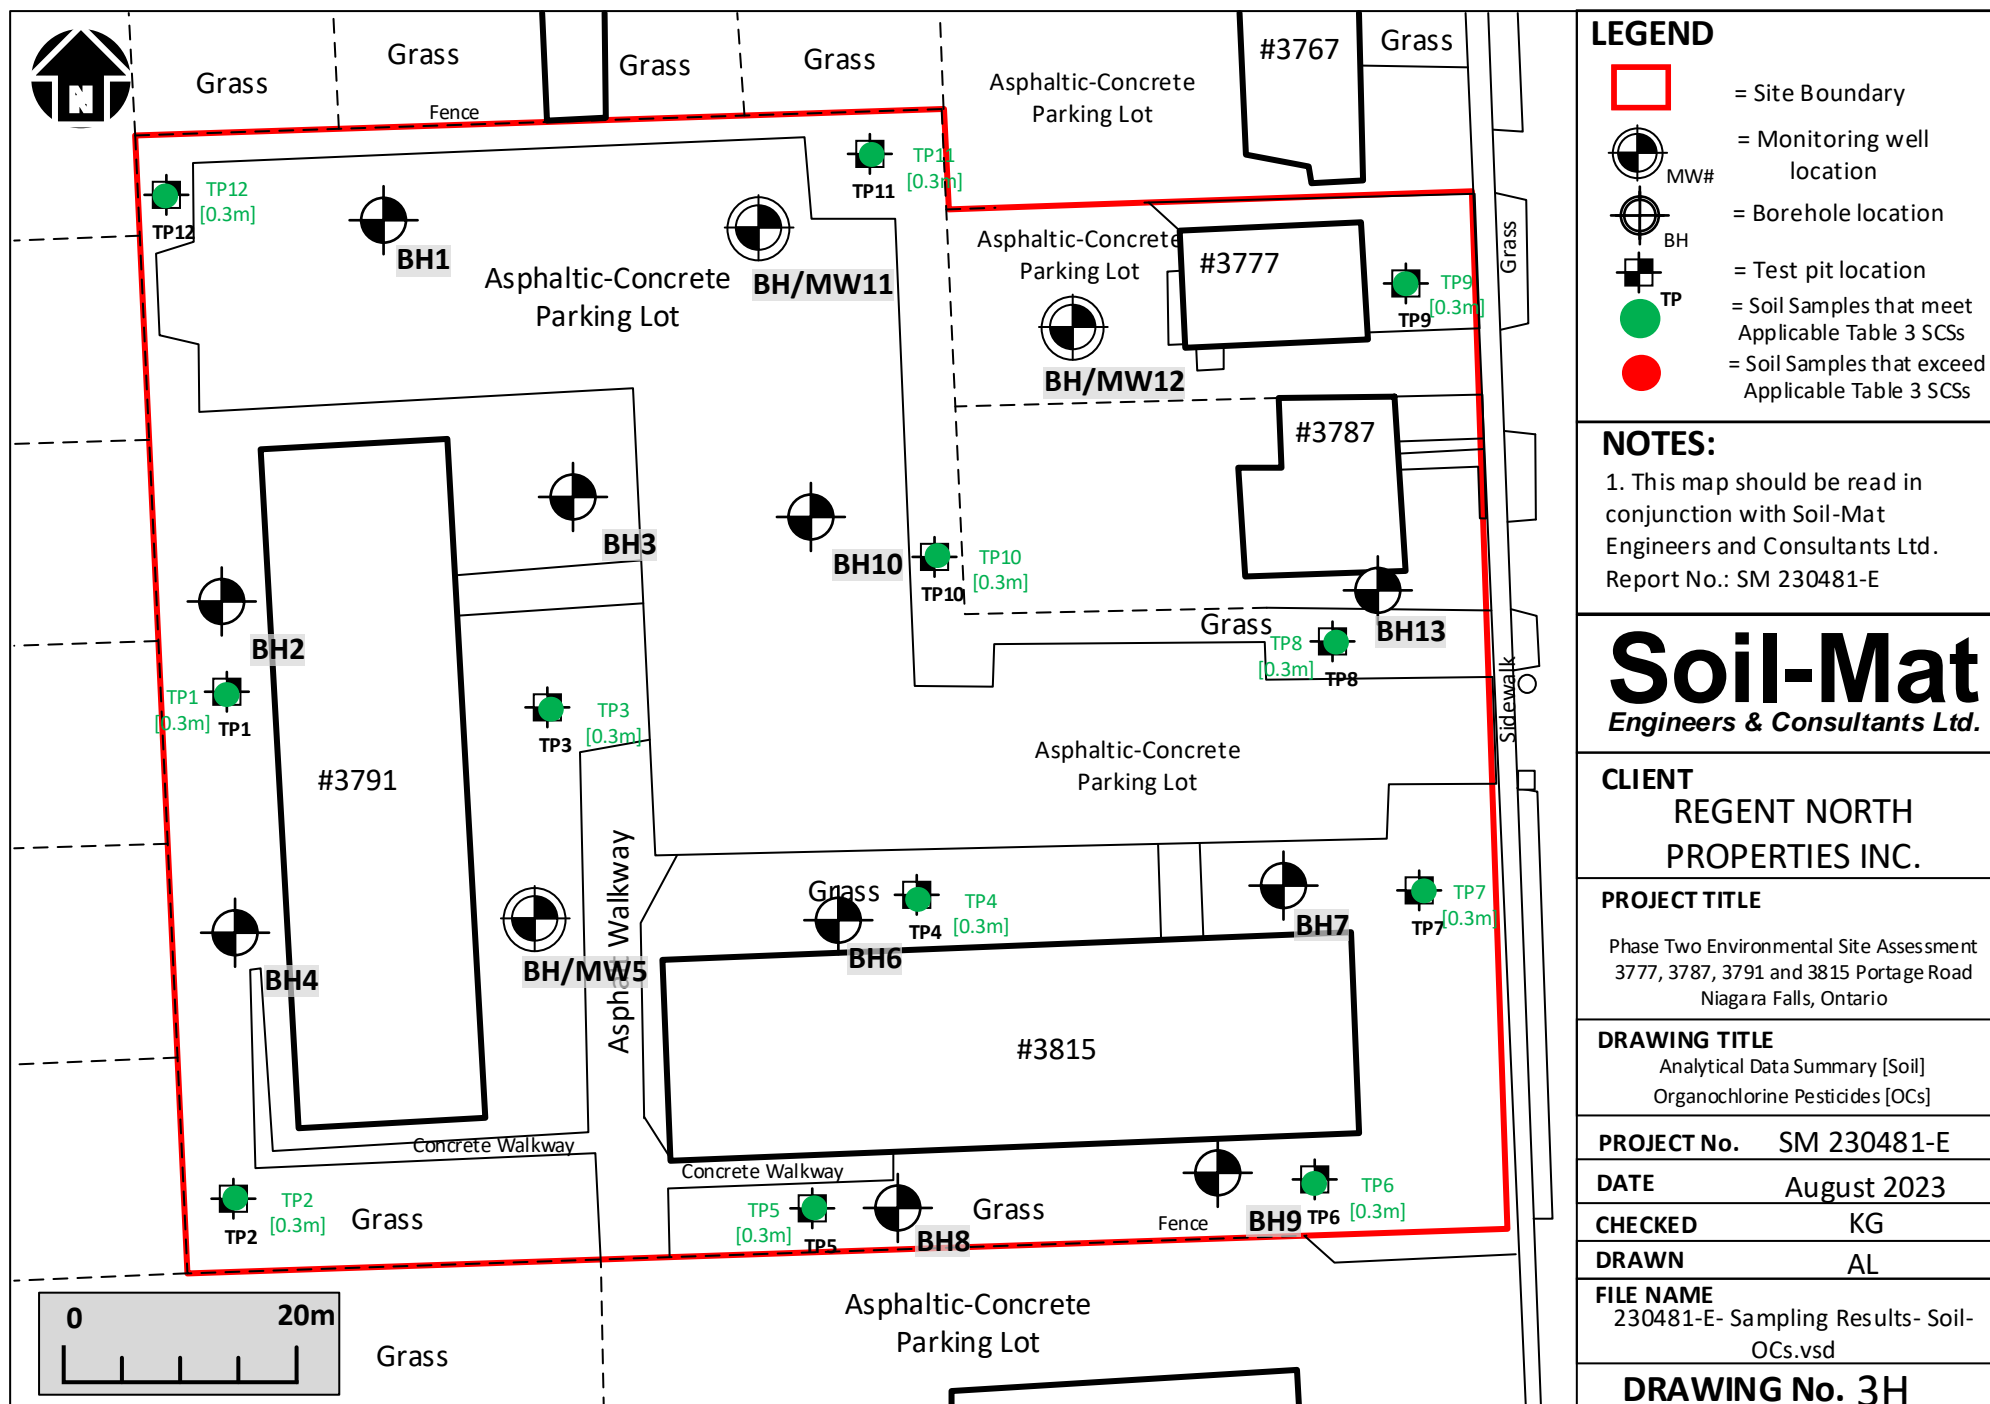 N
Grass
Grass
Grass
Grass
Fence
Asphaltic-Concrete
Parking Lot
#3767
Grass
TP12
[0.3m]
TP12
BH1
Asphaltic-Concrete
Parking Lot
BH/MW11
TP11
[0.3m]
TP11
Asphaltic-Concrete
Parking Lot
#3777
BH/MW12
TP9
[0.3m]
TP9
Grass
#3787
BH3
BH10
TP10
[0.3m]
TP10
BH13
Grass
TP8
[0.3m]
TP8
BH2
TP1
[0.3m]
TP1
TP3
[0.3m]
TP3
#3791
Asphaltic-Concrete
Parking Lot
Sidewalk
Asphalt Walkway
Grass
TP4
[0.3m]
TP4
BH6
BH7
TP7
[0.3m]
TP7
BH4
BH/MW5
#3815
Concrete Walkway
Concrete Walkway
TP2
[0.3m]
TP2
Grass
TP5
[0.3m]
TP5
BH8
Grass
Fence
BH9
TP6
[0.3m]
TP6
0 20m
Grass
Asphaltic-Concrete
Parking Lot
LEGEND
= Site Boundary
MW#
= Monitoring well
location
BH
= Borehole location
TP
= Test pit location
= Soil Samples that meet
Applicable Table 3 SCSs
= Soil Samples that exceed
Applicable Table 3 SCSs
NOTES:
1. This map should be read in
conjunction with Soil-Mat
Engineers and Consultants Ltd.
Report No.: SM 230481-E
Soil-Mat
Engineers & Consultants Ltd.
CLIENT
REGENT NORTH
PROPERTIES INC.
PROJECT TITLE
Phase Two Environmental Site Assessment
3777, 3787, 3791 and 3815 Portage Road
Niagara Falls, Ontario
DRAWING TITLE
Analytical Data Summary [Soil]
Organochlorine Pesticides [OCs]
PROJECT No. SM 230481-E
DATE August 2023
CHECKED KG
DRAWN AL
FILE NAME
230481-E- Sampling Results- Soil-
OCs.vsd
DRAWING No. 3H